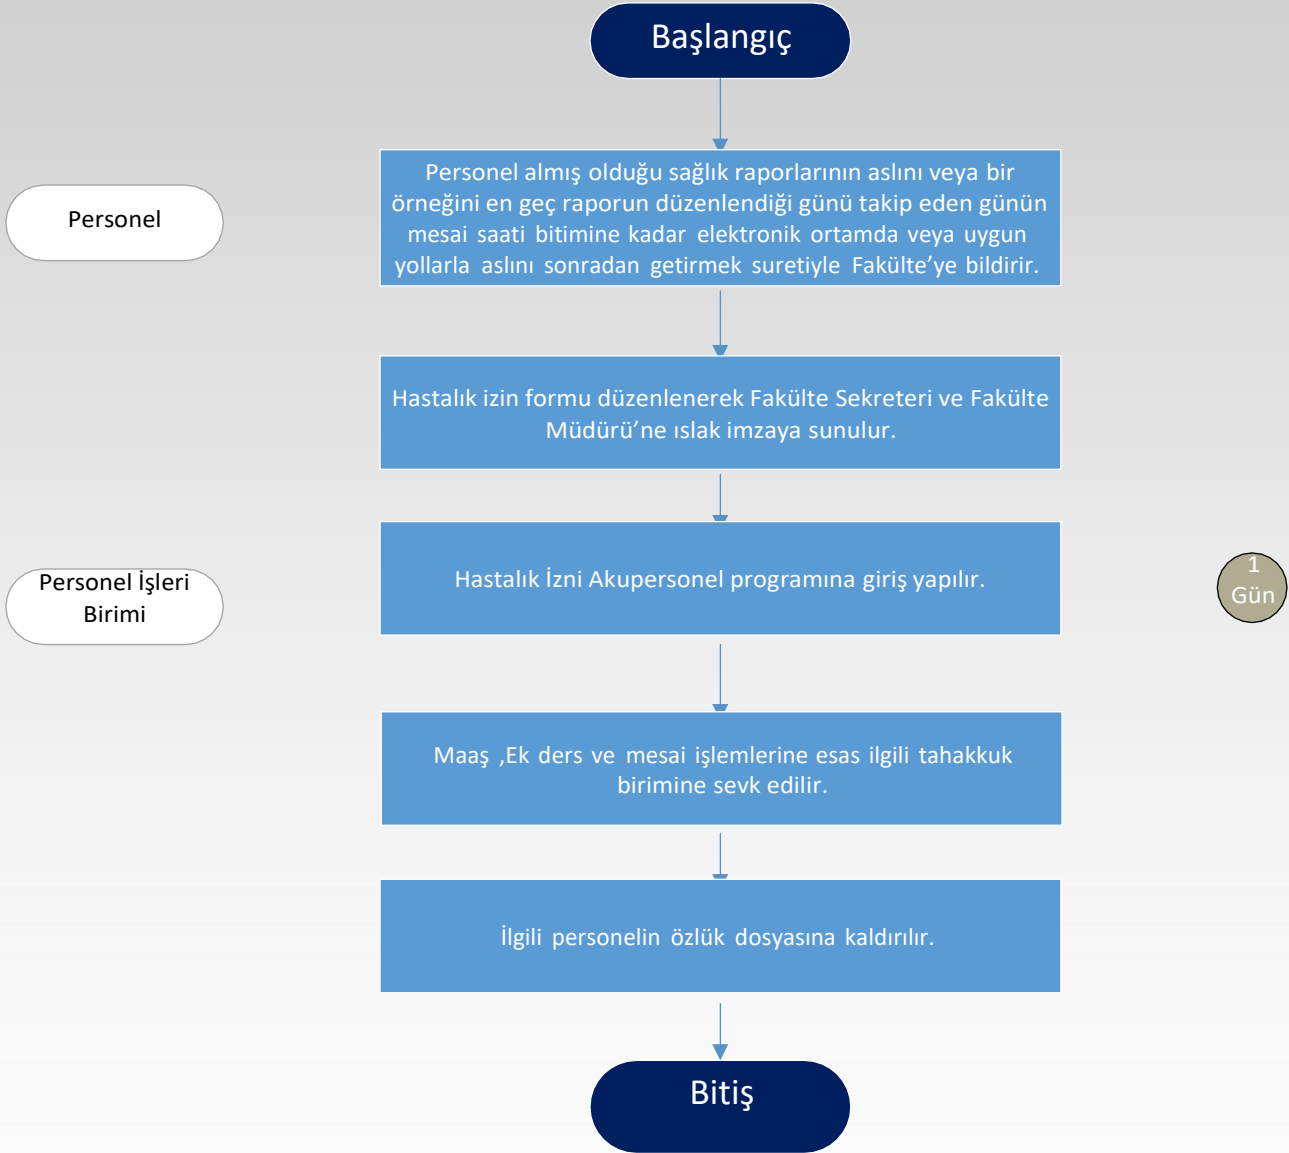 Başlangıç
Personel
Personel almış olduğu sağlık raporlarının aslını veya bir
örneğini en geç raporun düzenlendiği günü takip eden günün
mesai saati bitimine kadar elektronik ortamda veya uygun
yollarla aslını sonradan getirmek suretiyle Fakülte’ye bildirir.
Hastalık izin formu düzenlenerek Fakülte Sekreteri ve Fakülte
Müdürü’ne ıslak imzaya sunulur.
Personel İşleri
Birimi
Hastalık İzni Akupersonel programına giriş yapılır.
1
Gün
Maaş ,Ek ders ve mesai işlemlerine esas ilgili tahakkuk
birimine sevk edilir.
İlgili personelin özlük dosyasına kaldırılır.
Bitiş